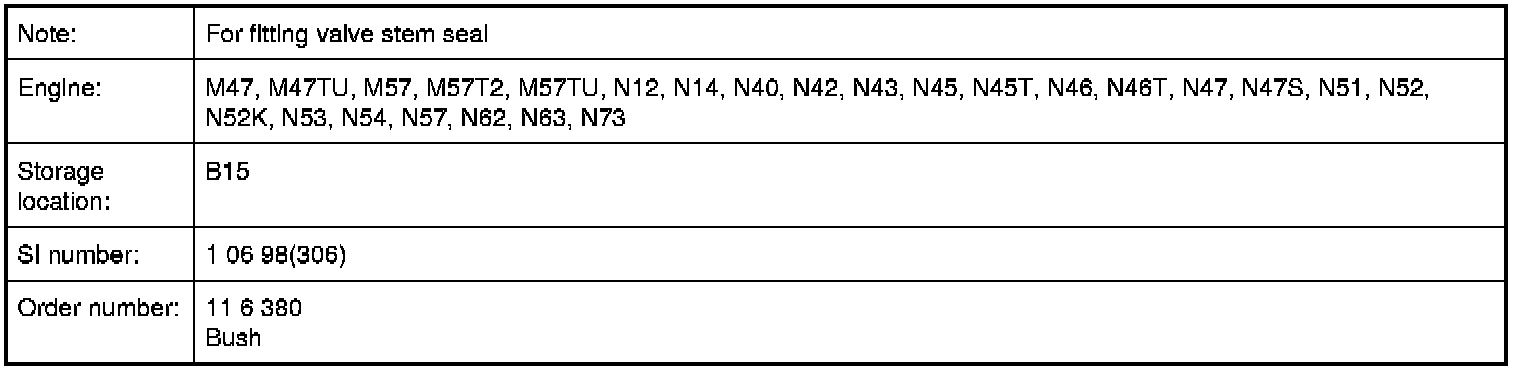 Note: For fitting valve stem seal
Engine: M47, M47TU, M57, M57T2, M57TU, N12, N14, N40, N42, N43, N45, N45T, N46, N46T, N47, N47S, N51, N52,
N52K, N53, N54, N57, N62, N63, N73
Storage B15
location:
SI number: 1 06 98(306)
Order number: 11 6 380
Bush